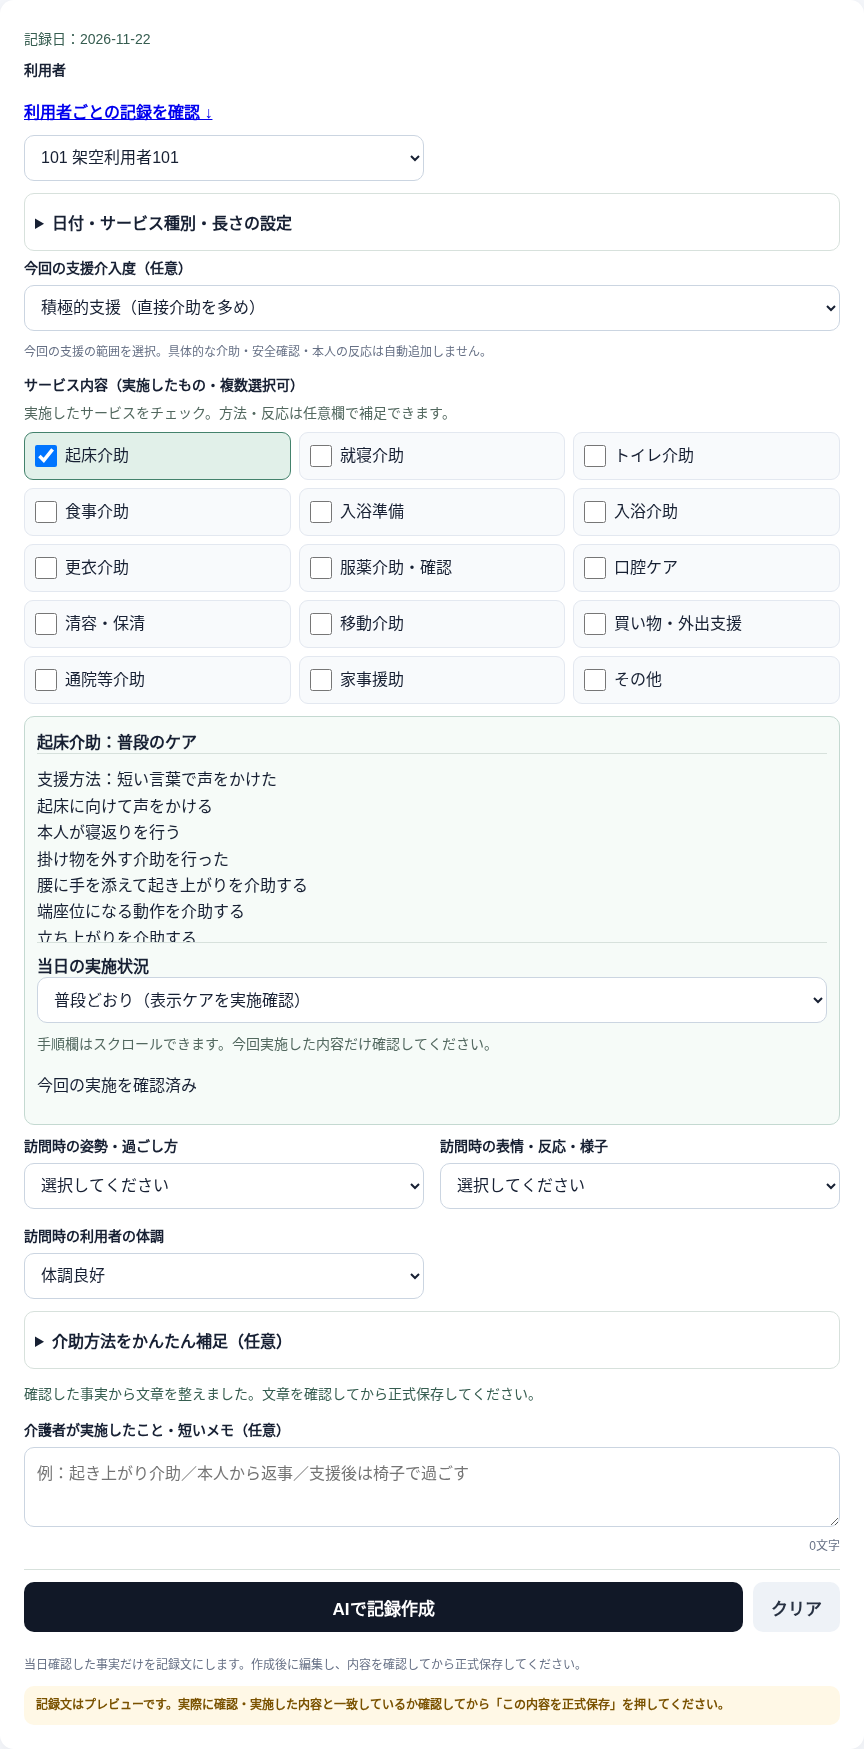 記録日：2026-11-22
利用者
利用者ごとの記録を確認 ↓
101 架空利用者101
▶ 日付・サービス種別・長さの設定
今回の支援介入度（任意）
積極的支援（直接介助を多め）
今回の支援の範囲を選択。具体的な介助・安全確認・本人の反応は自動追加しません。
サービス内容（実施したもの・複数選択可）
実施したサービスをチェック。方法・反応は任意欄で補足できます。
起床介助
就寝介助
トイレ介助
食事介助
入浴準備
入浴介助
更衣介助
服薬介助・確認
口腔ケア
清容・保清
移動介助
買い物・外出支援
通院等介助
家事援助
その他
起床介助：普段のケア
支援方法：短い言葉で声をかけた
起床に向けて声をかける
本人が寝返りを行う
掛け物を外す介助を行った
腰に手を添えて起き上がりを介助する
端座位になる動作を介助する
立ち上がりを介助する
当日の実施状況
普段どおり（表示ケアを実施確認）
手順欄はスクロールできます。今回実施した内容だけ確認してください。
今回の実施を確認済み
訪問時の姿勢・過ごし方
訪問時の表情・反応・様子
選択してください
選択してください
訪問時の利用者の体調
体調良好
▶ 介助方法をかんたん補足（任意）
確認した事実から文章を整えました。文章を確認してから正式保存してください。
介護者が実施したこと・短いメモ（任意）
例：起き上がり介助／本人から返事／支援後は椅子で過ごす
0文字
AIで記録作成
クリア
当日確認した事実だけを記録文にします。作成後に編集し、内容を確認してから正式保存してください。
記録文はプレビューです。実際に確認・実施した内容と一致しているか確認してから「この内容を正式保存」を押してください。